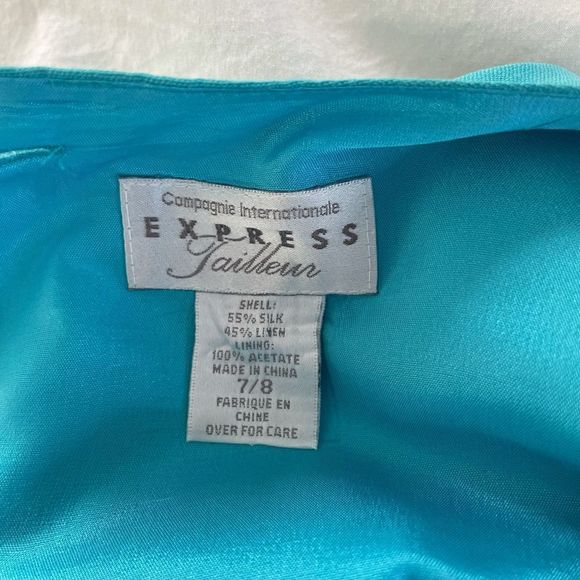 Compagnie Internationale
EXPRESS
Tailleur
SHELL:
55% SILK
45% LINEN
LINING:
100% ACETATE
MADE IN CHINA
7/8
FABRIQUE EN
CHINE
OVER FOR CARE